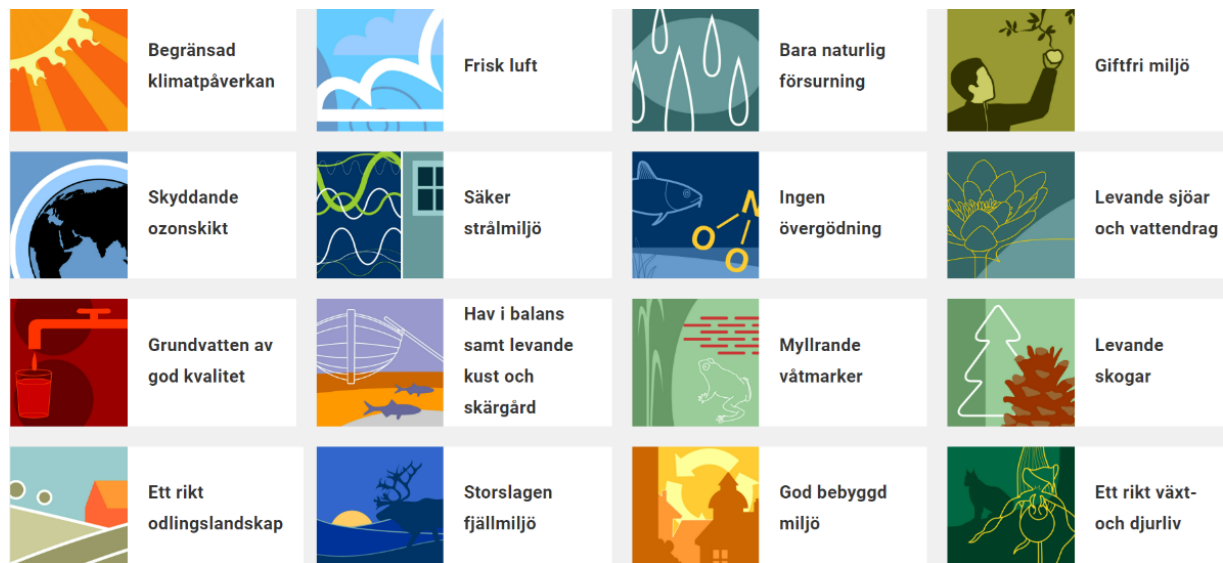 Begränsad
klimatpåverkan
Frisk luft
Bara naturlig
försurning
Giftfri miljö
Skyddande
ozonskikt
Säker
strålmiljö
Ingen
övergödning
N
O
O
Levande sjöar
och vattendrag
Grundvatten av
god kvalitet
Hav i balans
samt levande
kust och
skärgård
Myllrande
våtmarker
Levande
skogar
Ett rikt
odlingslandskap
Storslagen
fjällmiljö
God bebyggd
miljö
Ett rikt växt-
och djurliv